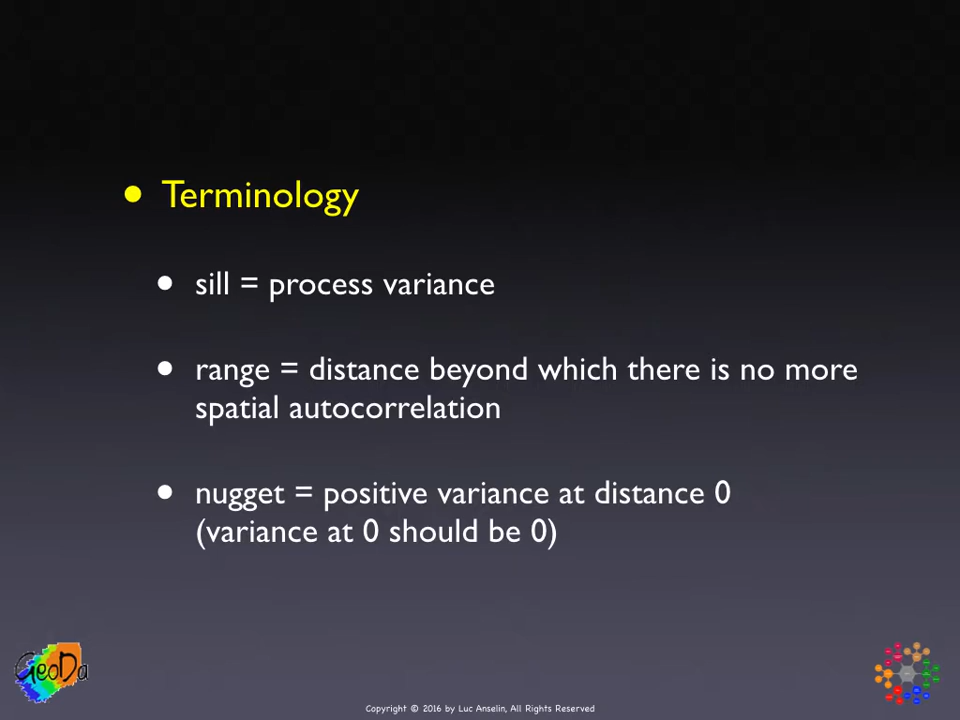 • Terminology
• sill = process variance
• range = distance beyond which there is no more
spatial autocorrelation
• nugget = positive variance at distance 0
(variance at 0 should be 0)
GeoDa
Copyright © 2016 by Luc Anselin, All Rights Reserved